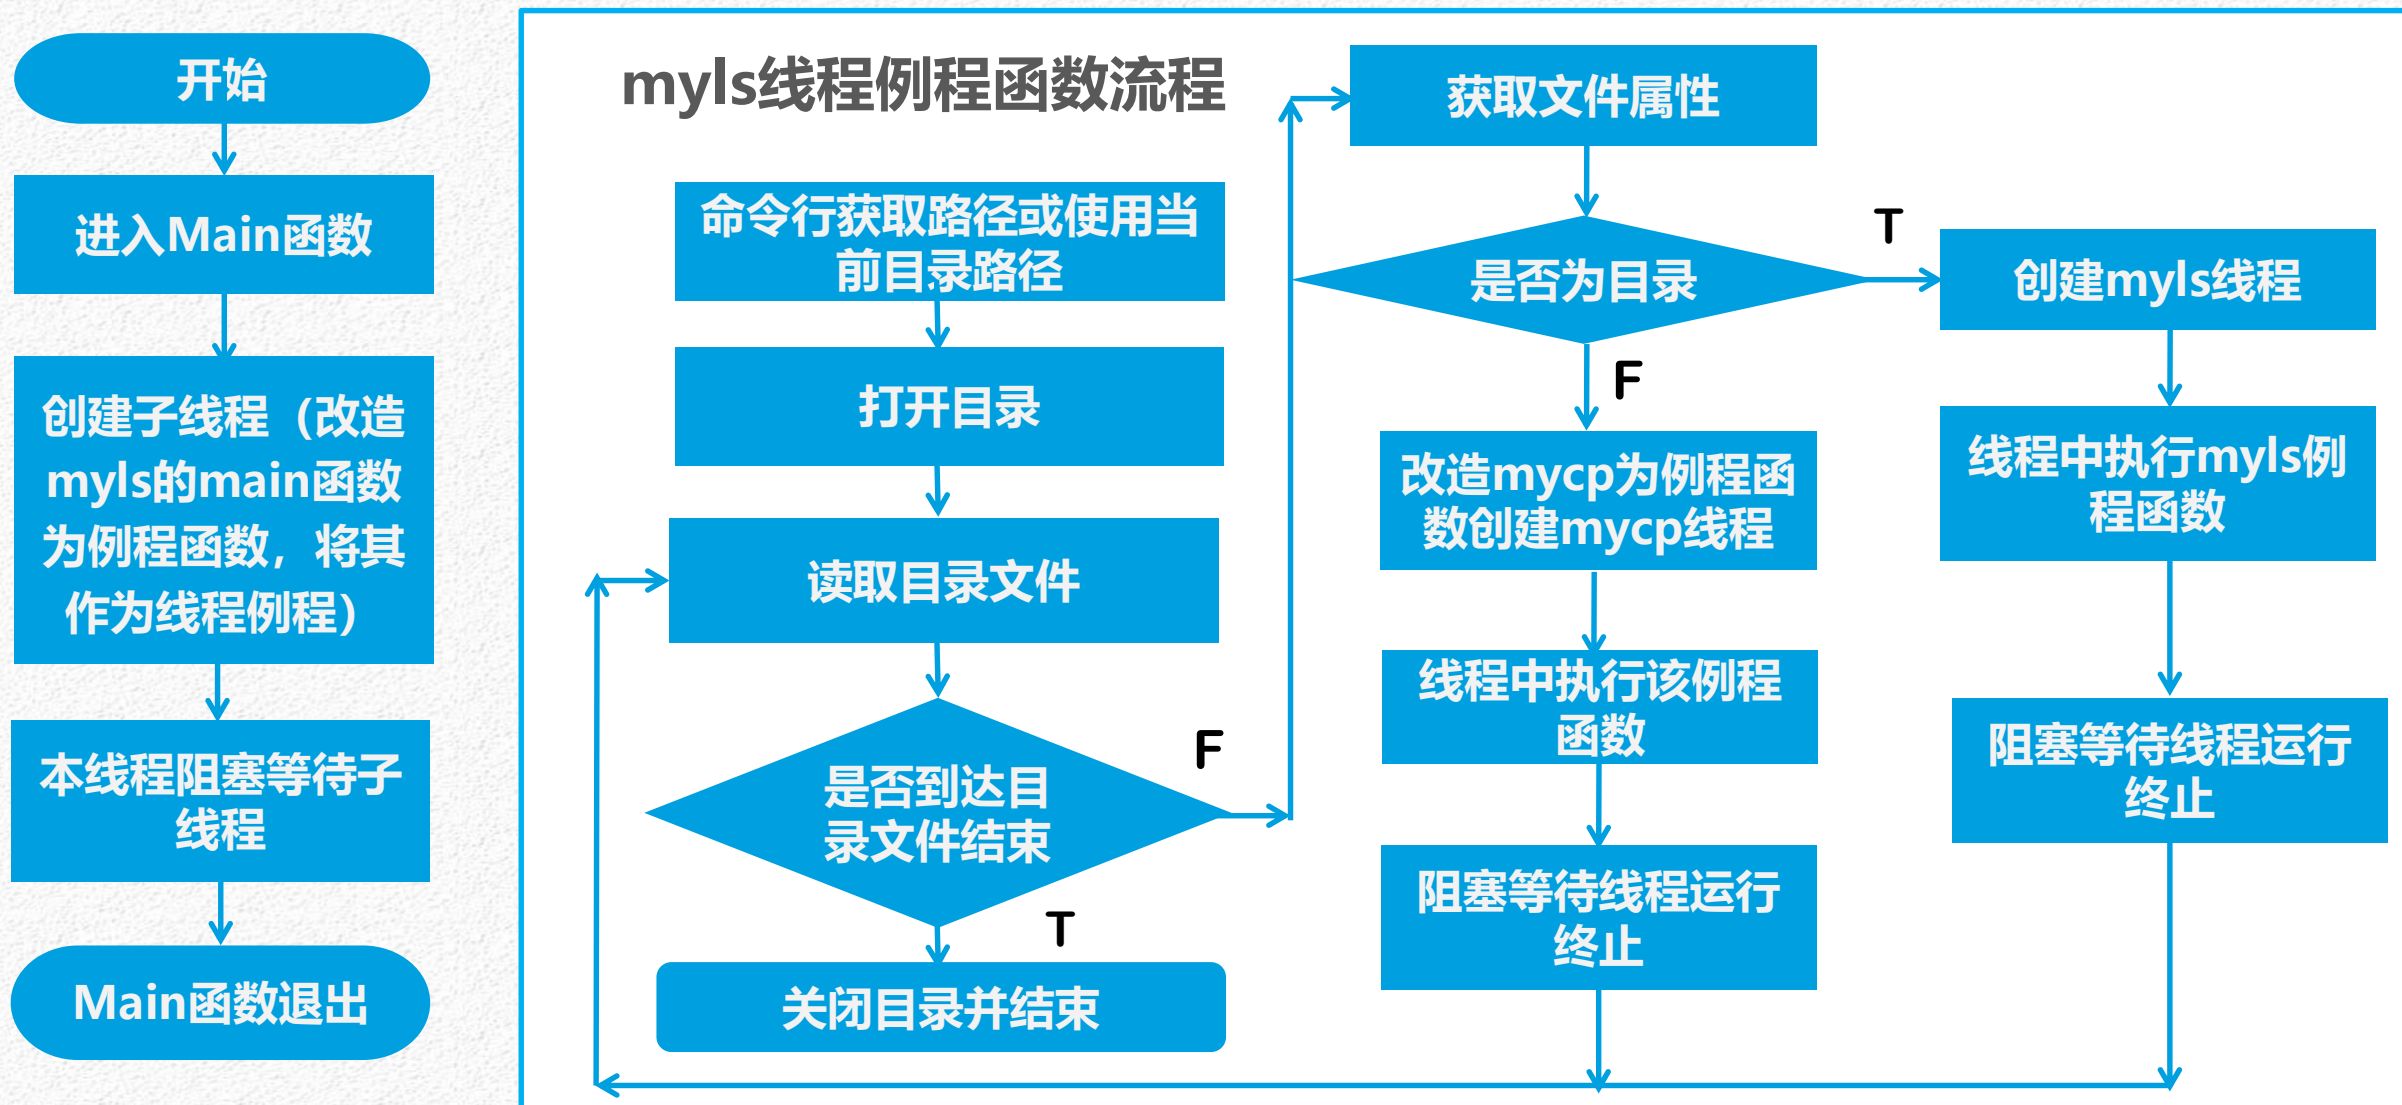 开始
进入Main函数
创建子线程（改造
myls的main函数
为例程函数，将其
作为线程例程）
本线程阻塞等待子
线程
Main函数退出
myls线程例程函数流程
命令行获取路径或使用当
前目录路径
打开目录
读取目录文件
是否到达目
录文件结束
F
T
关闭目录并结束
获取文件属性
是否为目录
T
F
改造mycp为例程函
数创建mycp线程
线程中执行该例程
函数
阻塞等待线程运行
终止
创建myls线程
线程中执行myls例
程函数
阻塞等待线程运行
终止